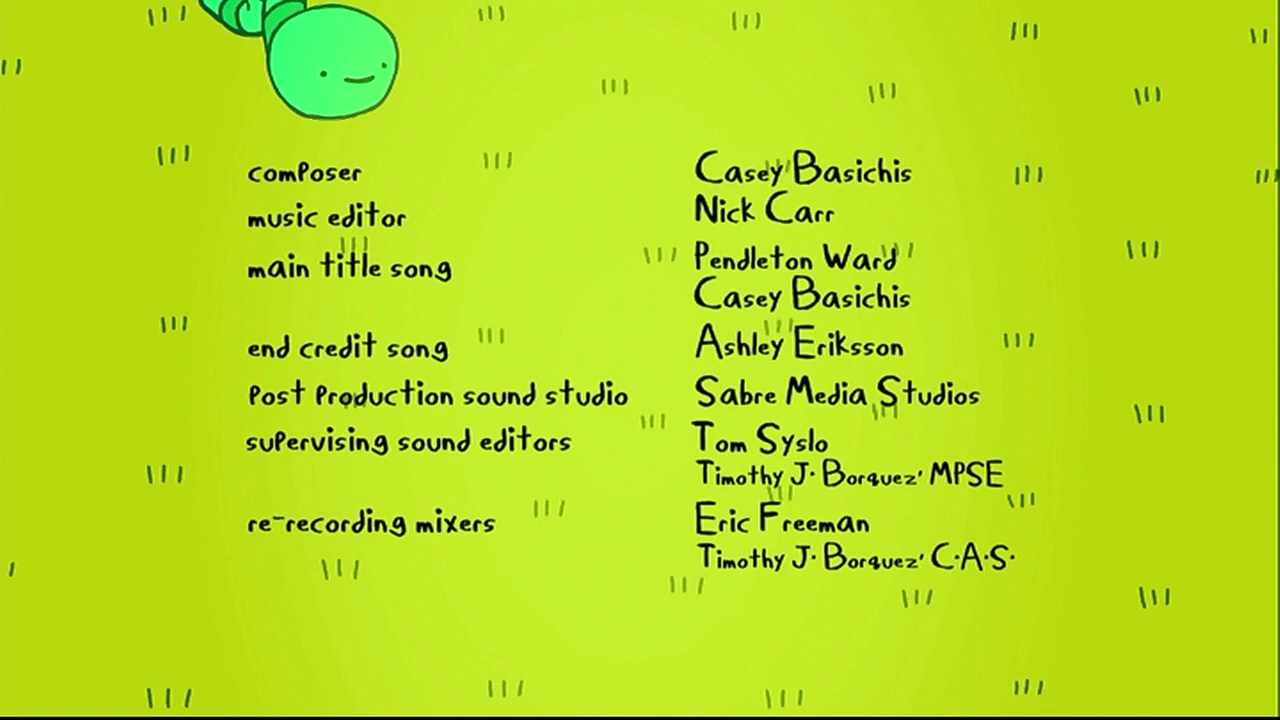 composer Casey Basichis
music editor Nick Carr
main title song Pendleton Ward
Casey Basichis
end credit song Ashley Eriksson
Post Production sound studio Sabre Media Studios
supervising sound editors Tom Syslo
Timothy J. Borquez, MPSE
re-recording mixers Eric Freeman
Timothy J. Borquez, C.A.S.